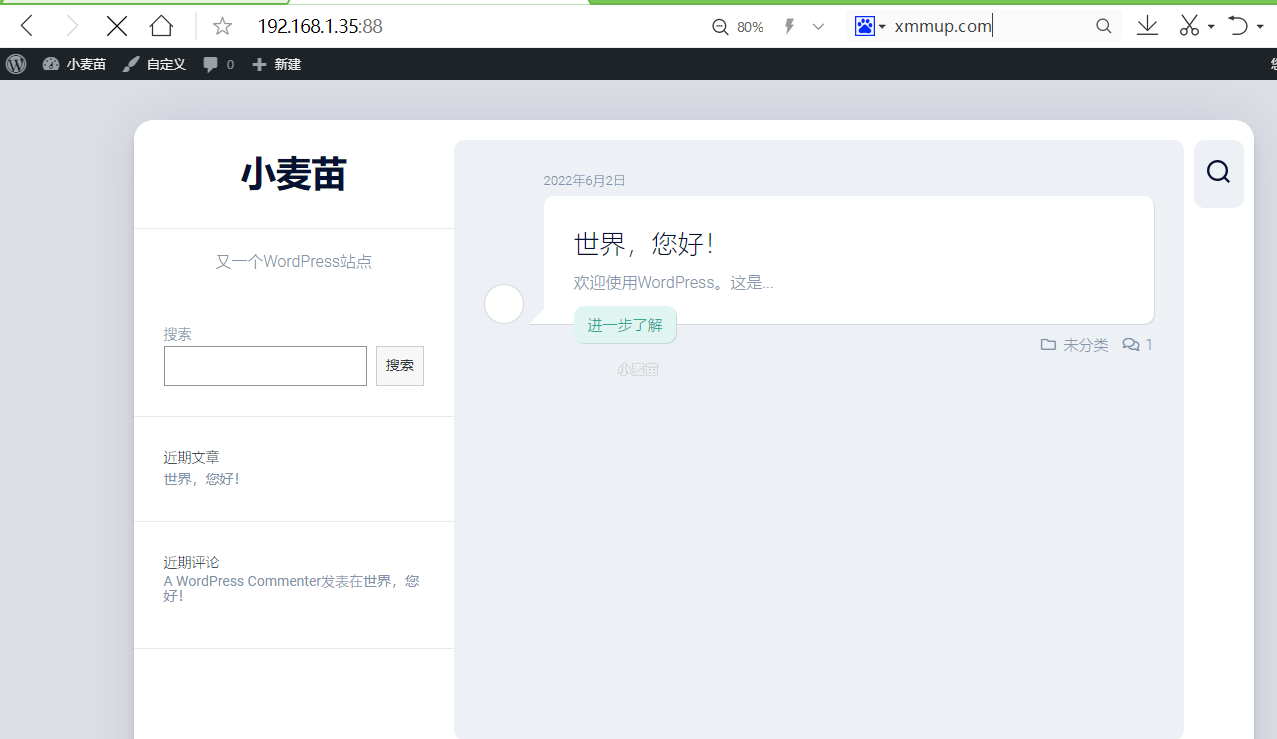 192.168.1.35:88
80%
xmmup.com
小麦苗
自定义
0
新建
小麦苗
又一个WordPress站点
搜索
搜索
近期文章
世界，您好！
近期评论
A WordPress Commenter发表在世界，您
好！
2022年6月2日
世界，您好！
欢迎使用WordPress。这是...
进一步了解
未分类
1
小麦苗